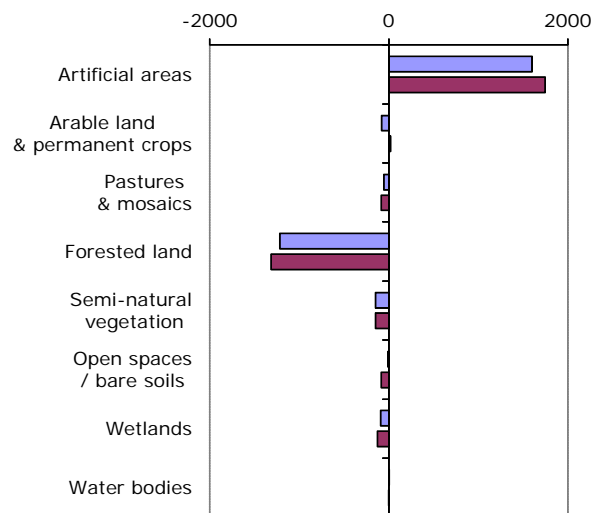 -2000 0 2000
Artificial areas
Arable land
& permanent crops
Pastures
& mosaics
Forested land
Semi-natural
vegetation
Open spaces
/ bare soils
Wetlands
Water bodies